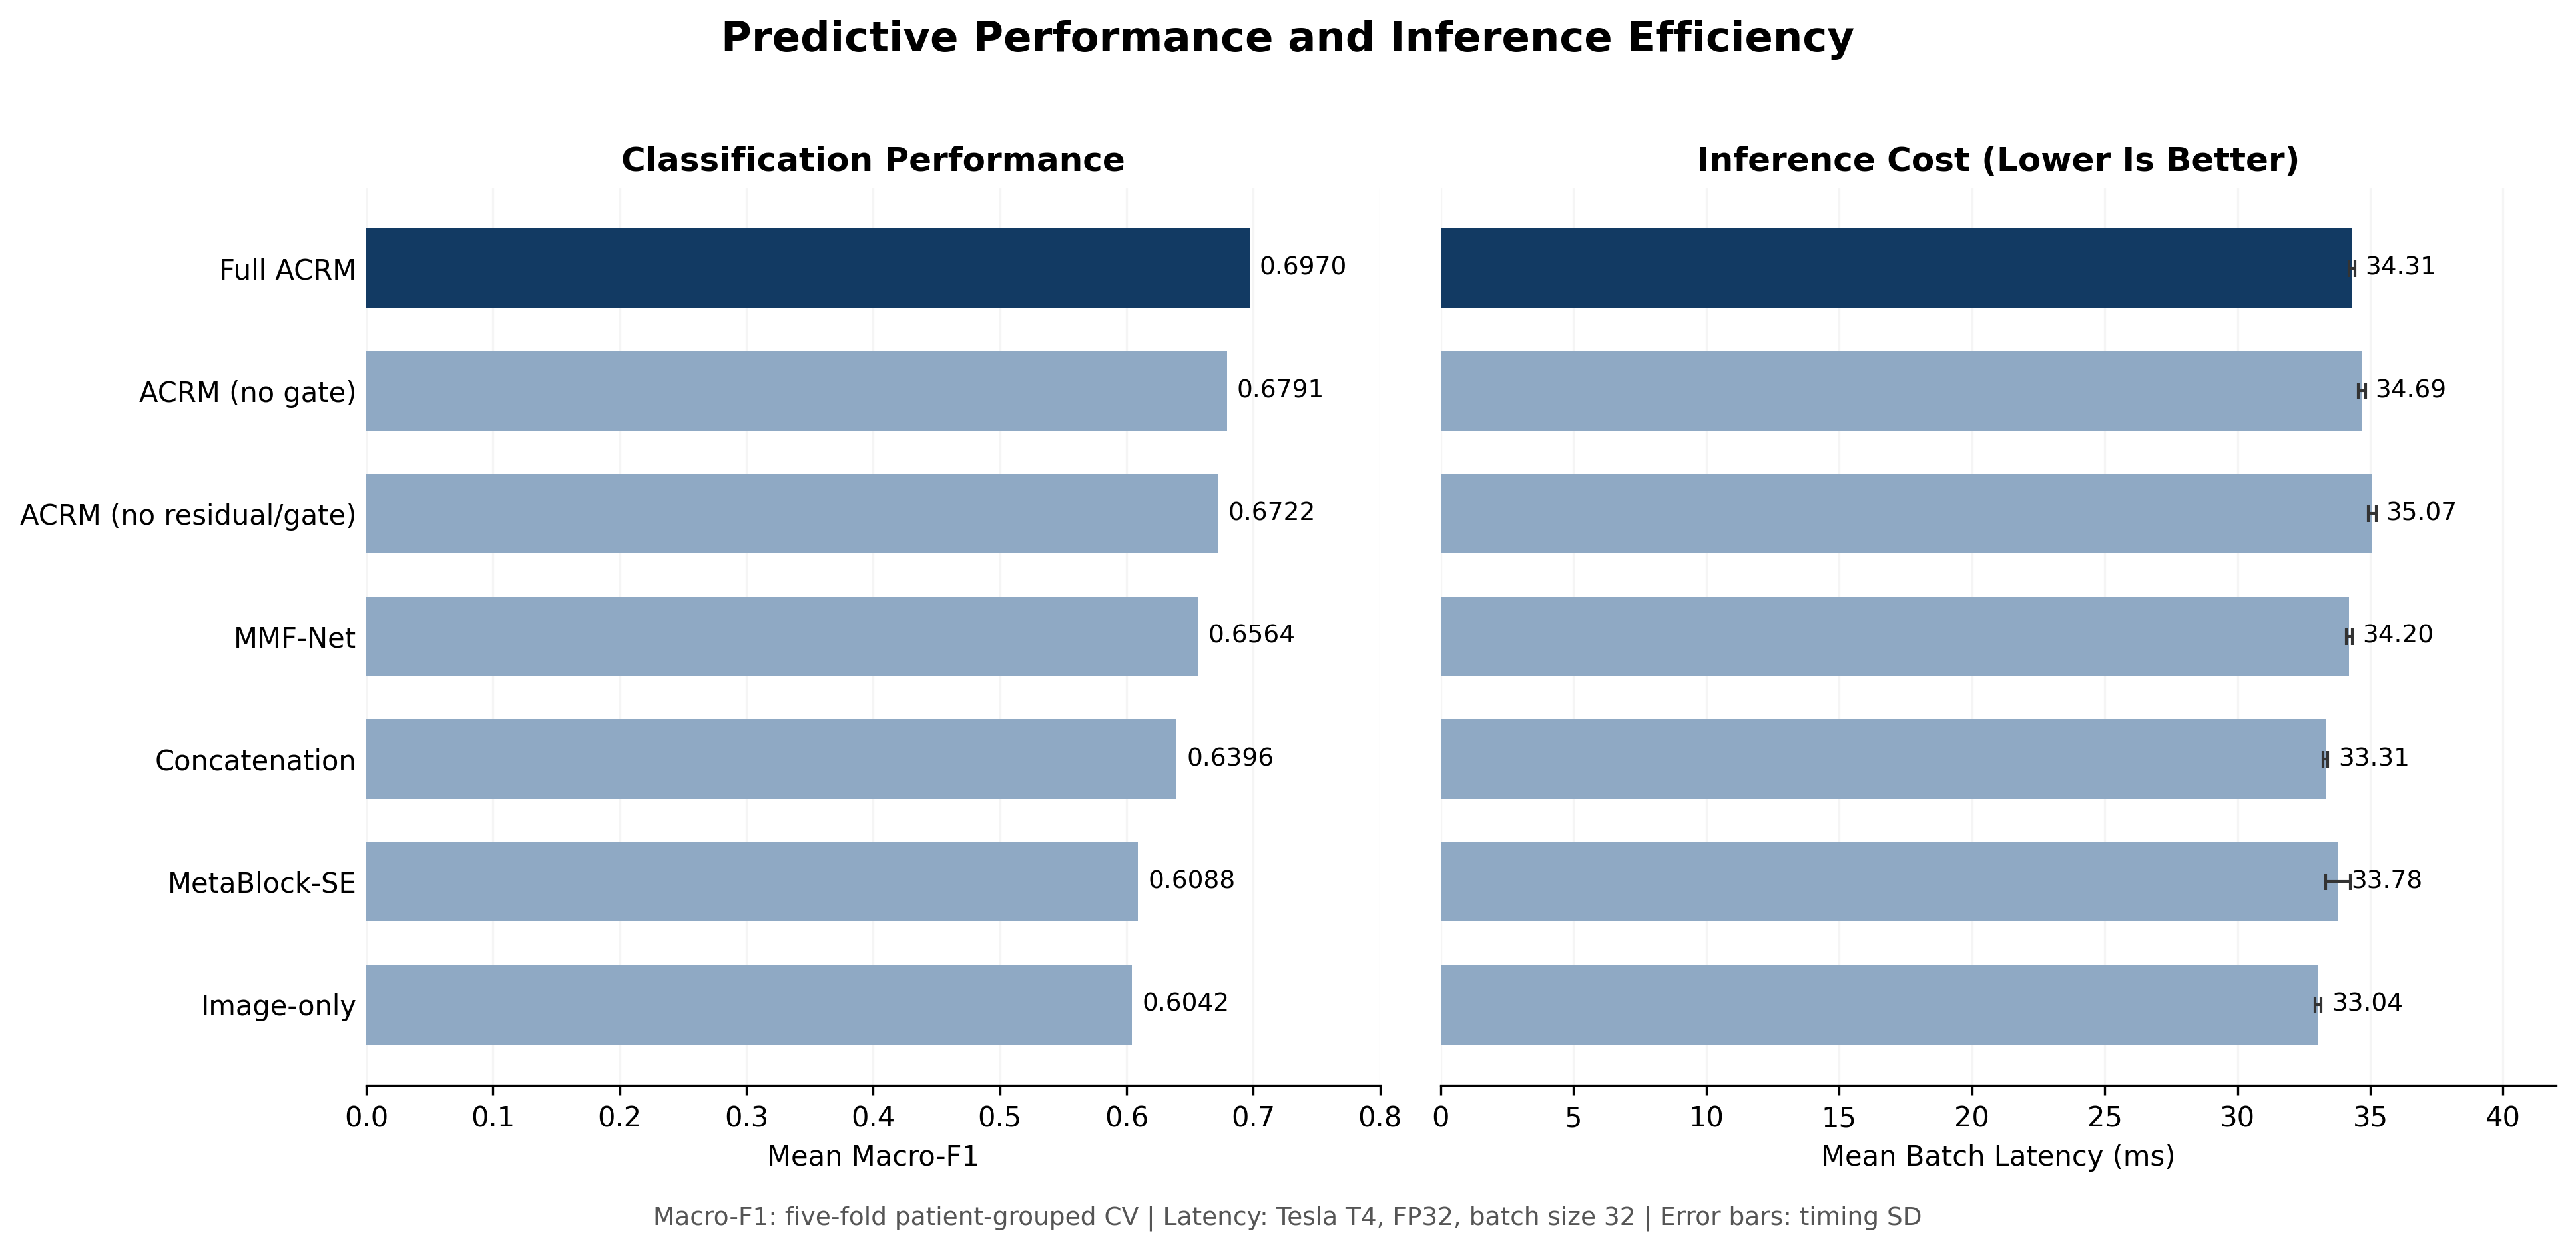 Predictive Performance and Inference Efficiency
Classification Performance
Full ACRM
0.6970
ACRM (no gate)
0.6791
ACRM (no residual/gate)
0.6722
MMF-Net
0.6564
Concatenation
0.6396
MetaBlock-SE
0.6088
Image-only
0.6042
0.0 0.1 0.2 0.3 0.4 0.5 0.6 0.7 0.8
Mean Macro-F1
Inference Cost (Lower Is Better)
34.31
34.69
35.07
34.20
33.31
33.78
33.04
0 5 10 15 20 25 30 35 40
Mean Batch Latency (ms)
Macro-F1: five-fold patient-grouped CV | Latency: Tesla T4, FP32, batch size 32 | Error bars: timing SD